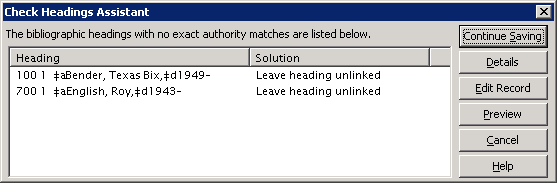 Check Headings Assistant
The bibliographic headings with no exact authority matches are listed below.
Heading Solution
100 1 ‡aBender, Texas Bix,‡d1949- Leave heading unlinked
700 1 ‡aEnglish, Roy,‡d1943- Leave heading unlinked
Continue Saving
Details
Edit Record
Preview
Cancel
Help